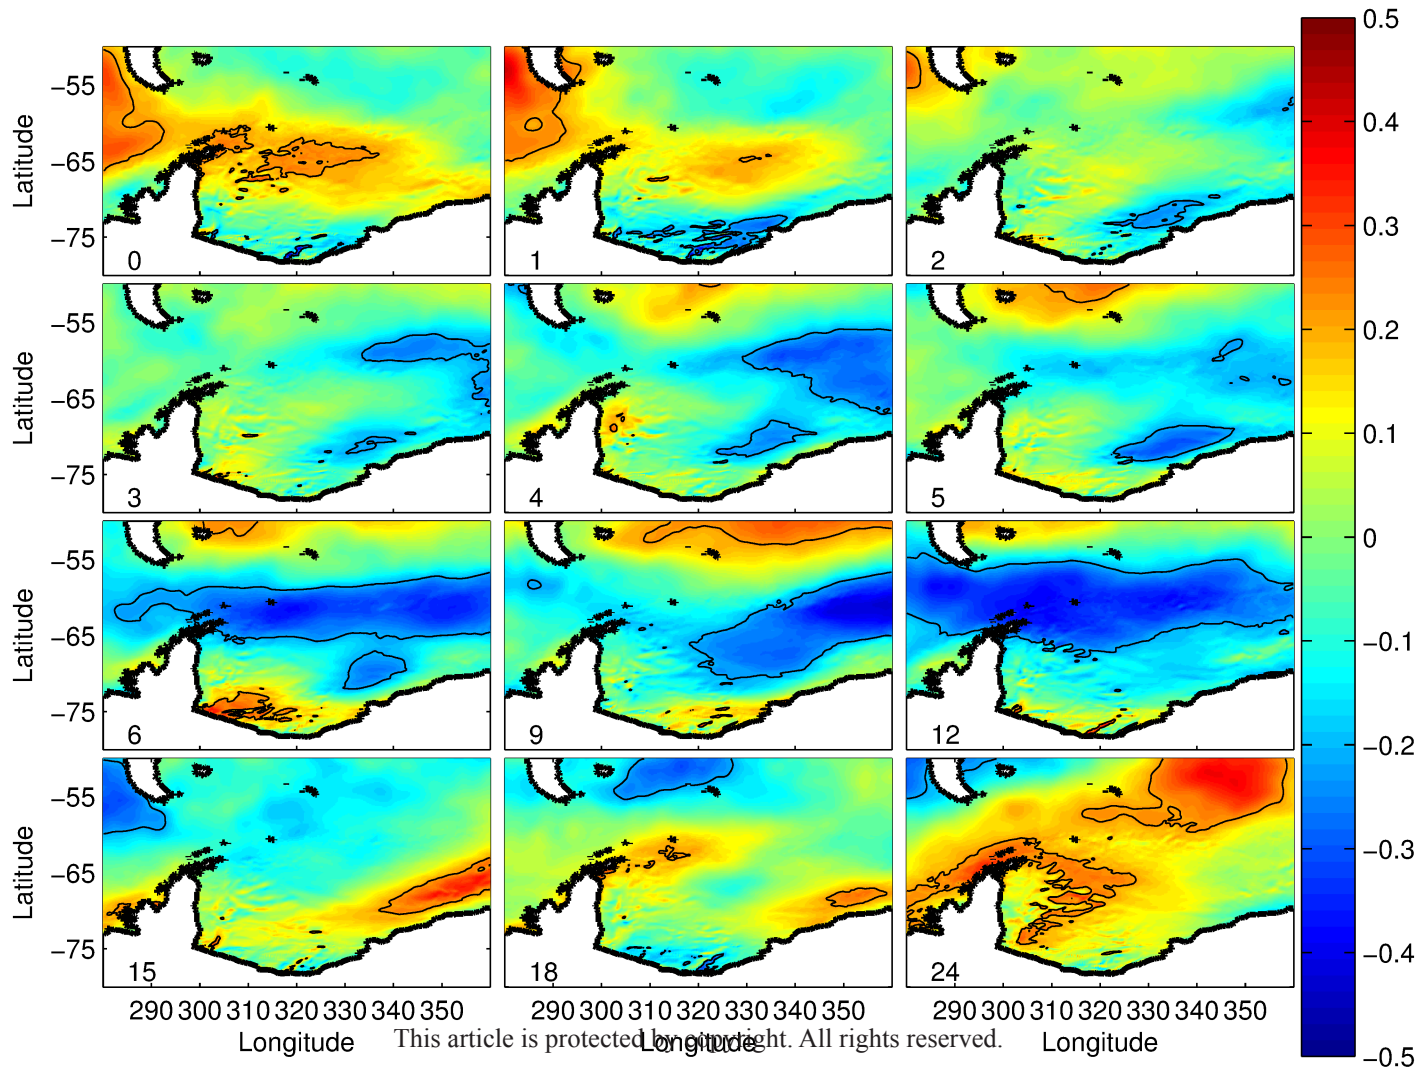 0.5
−55 0.4
Latitude
−65 0.3
−75
0 1 2
0.2
−55
Latitude
0.1
−65
−75 0
3 4 5
−55 −0.1
Latitude
−65
−0.2
−75
6 9 12
−0.3
−55
Latitude
−65
−0.4
−75
15 18 24
290 300 310 320 330 340 350 290 300 310 320 330 340 350 290 300 310 320 330 340 350
Longitude Longitude Longitude
This article is protected by copyright. All rights reserved.
−0.5